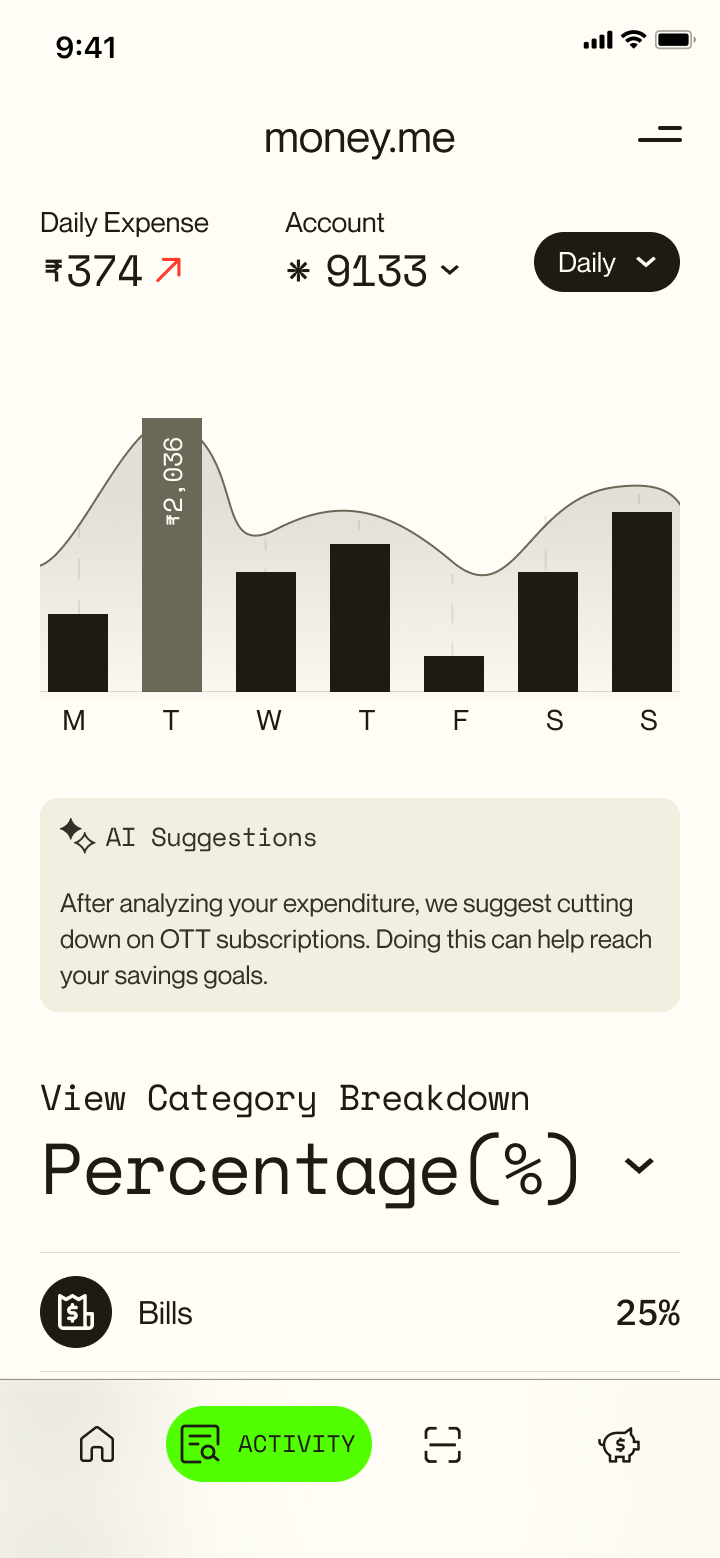 9:41
money.me
Daily Expense
₹374
Account
✳ 9133
Daily
₹2,036
M T W T F S S
AI Suggestions
After analyzing your expenditure, we suggest cutting
down on OTT subscriptions. Doing this can help reach
your savings goals.
View Category Breakdown
Percentage(%)
Bills 25%
ACTIVITY